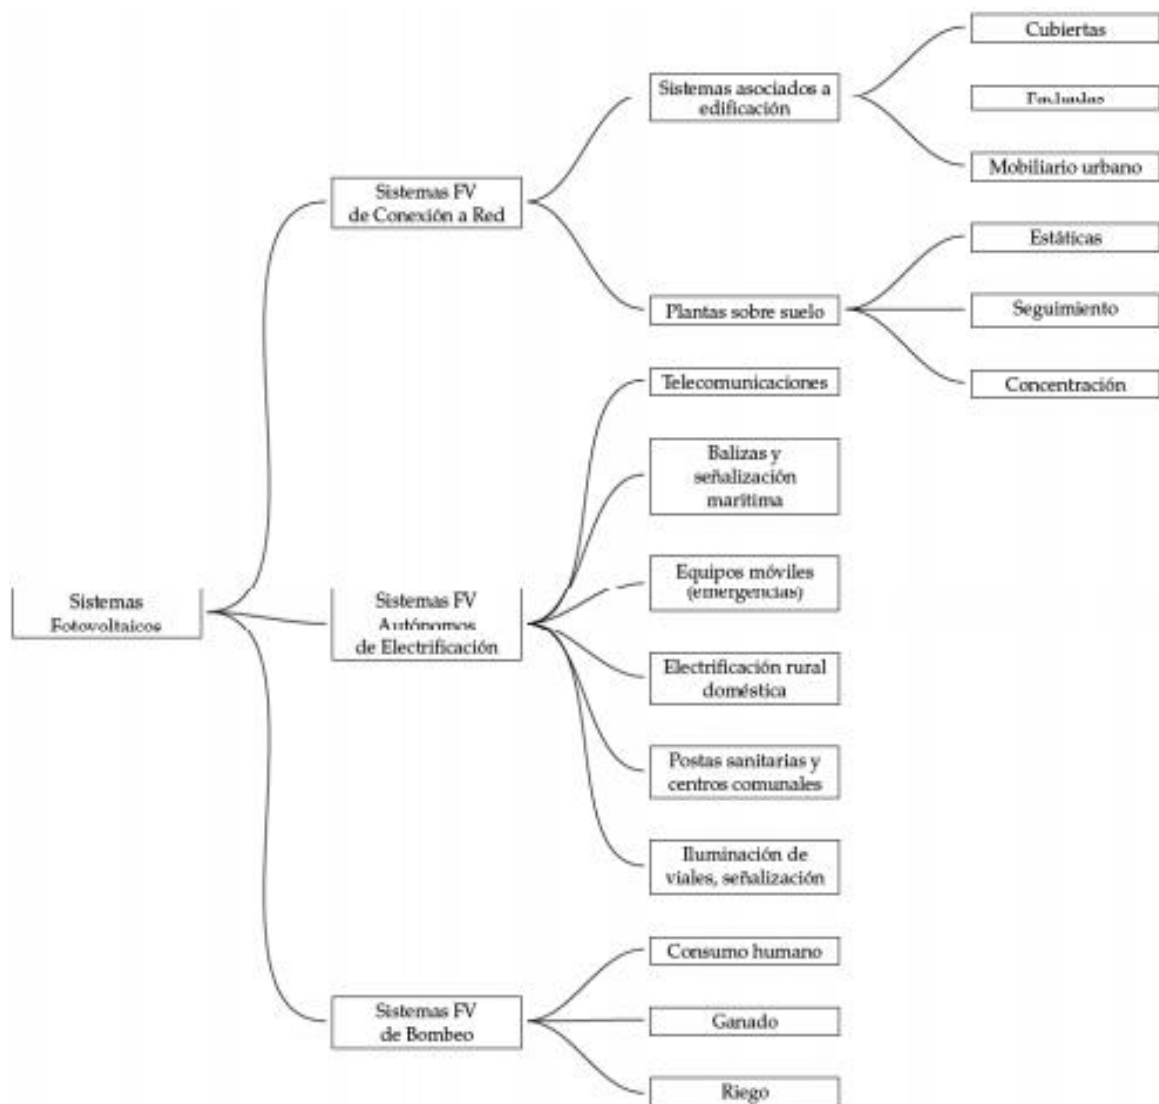 Sistemas
Fotovoltaicos
Sistemas FV
de Conexión a Red
Sistemas asociados a
edificación
Cubiertas
Fachadas
Mobiliario urbano
Plantas sobre suelo
Estáticas
Seguimiento
Concentración
Sistemas FV
Autónomos
de Electrificación
Telecomunicaciones
Balizas y
señalización
marítima
Equipos móviles
(emergencias)
Electrificación rural
doméstica
Postas sanitarias y
centros comunales
Iluminación de
viales, señalización
Sistemas FV
de Bombeo
Consumo humano
Ganado
Riego